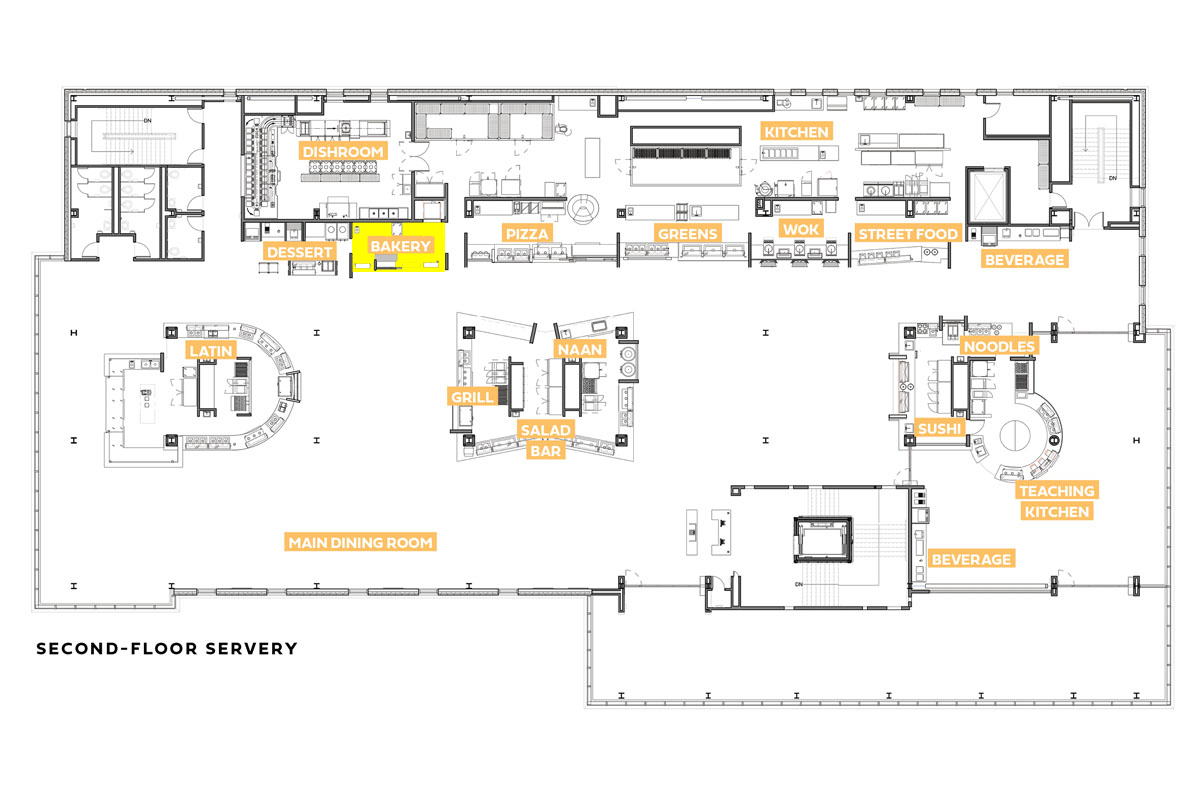 DN
DISHROOM
KITCHEN
DN
DESSERT
BAKERY
PIZZA
GREENS
WOK
STREET FOOD
BEVERAGE
LATIN
NAAN
NOODLES
GRILL
SALAD
BAR
SUSHI
TEACHING
KITCHEN
MAIN DINING ROOM
BEVERAGE
DN
SECOND-FLOOR SERVERY